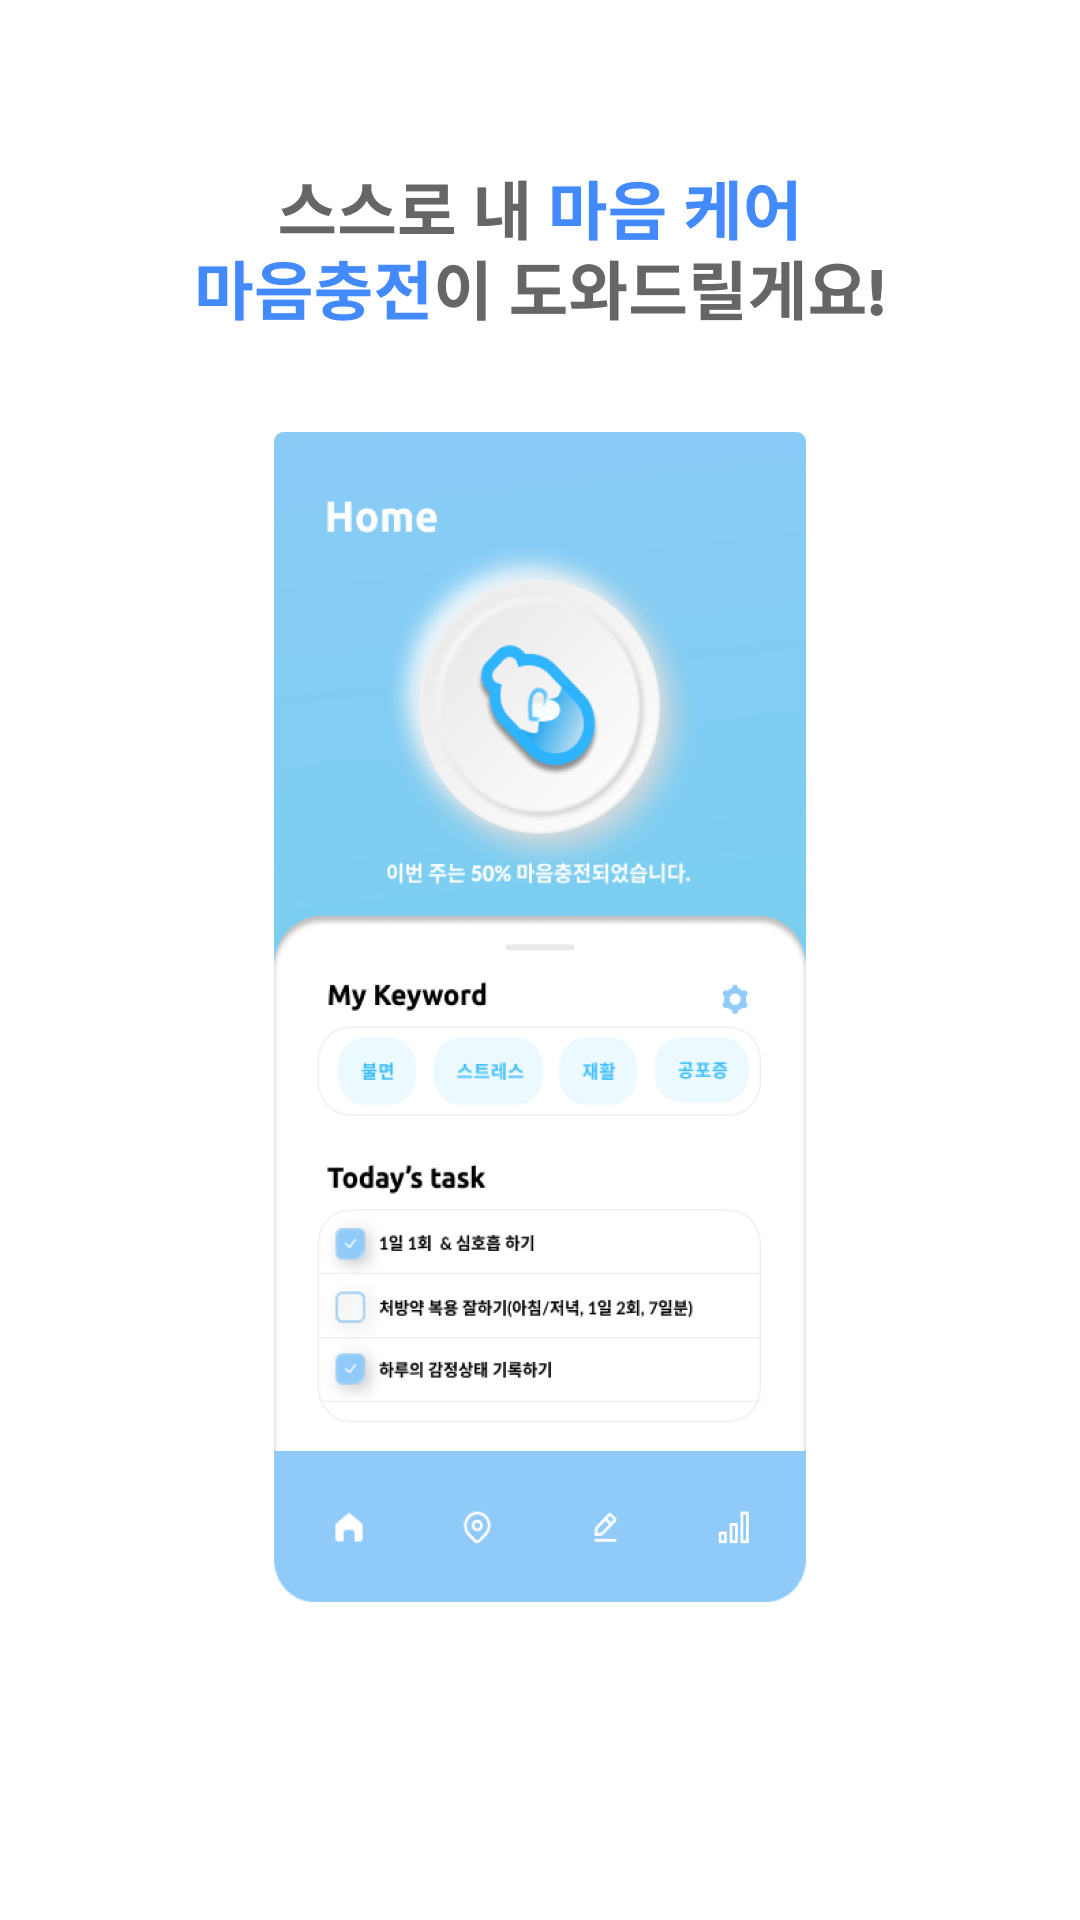 스스로 내 마음 케어
마음충전이 도와드릴게요!
Home
이번 주는 50% 마음충전되었습니다.
My Keyword
불면
스트레스
재활
공포증
Today's task
1일 1회 & 심호흡 하기
처방약 복용 잘하기(아침/저녁, 1일 2회, 7일분)
하루의 감정상태 기록하기